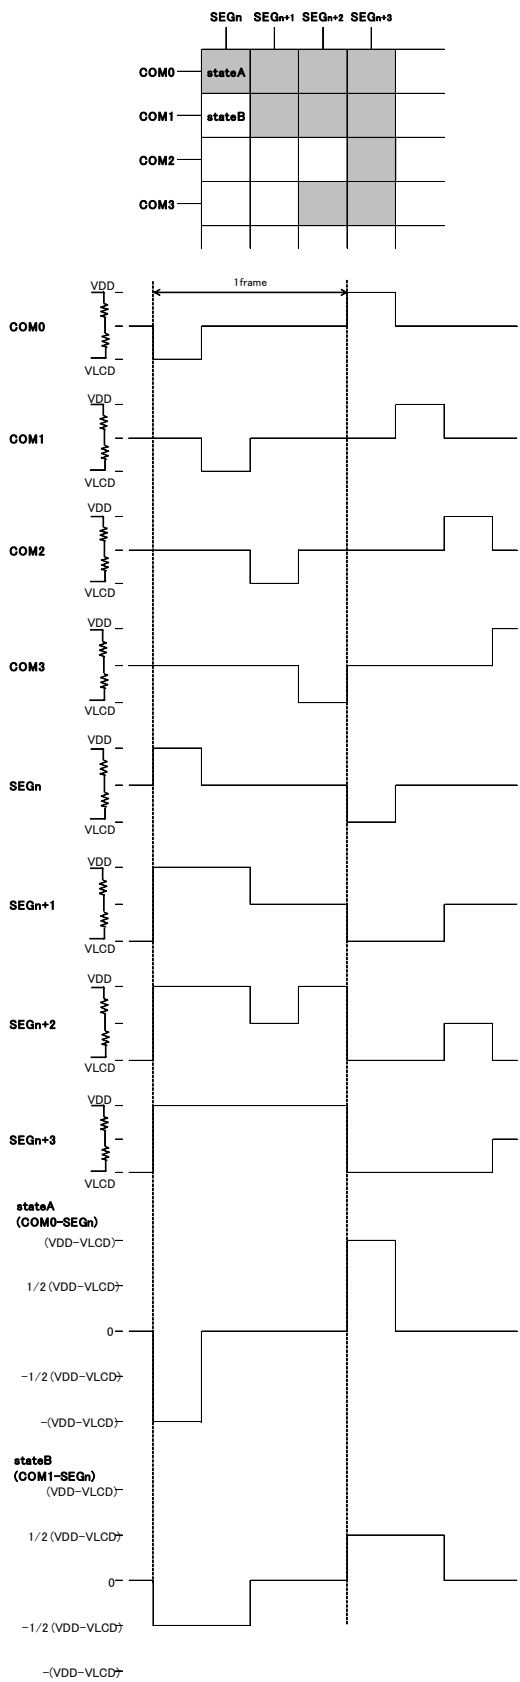 SEGn SEGn+1 SEGn+2 SEGn+3
COM0 stateA
COM1 stateB
COM2
COM3
1frame
VDD
COM0
VLCD
VDD
COM1
VLCD
VDD
COM2
VLCD
VDD
COM3
VLCD
VDD
SEGn
VLCD
VDD
SEGn+1
VLCD
VDD
SEGn+2
VLCD
VDD
SEGn+3
VLCD
stateA
(COM0-SEGn)
(VDD-VLCD)
1/2(VDD-VLCD)
0
-1/2(VDD-VLCD)
-(VDD-VLCD)
stateB
(COM1-SEGn)
(VDD-VLCD)
1/2(VDD-VLCD)
0
-1/2(VDD-VLCD)
-(VDD-VLCD)